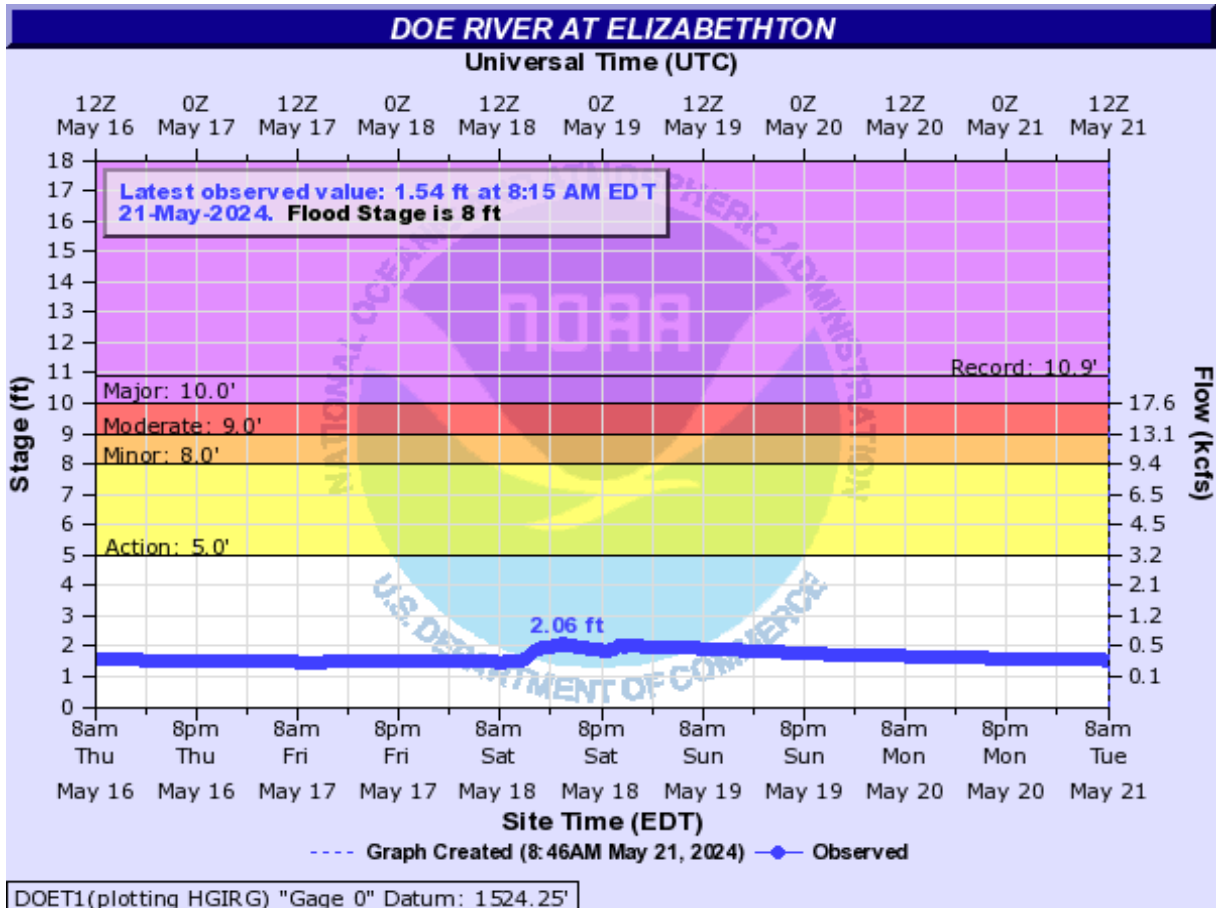 DOE RIVER AT ELIZABETHTON
Universal Time (UTC)
12Z 0Z 12Z 0Z 12Z 0Z 12Z 0Z 12Z 0Z 12Z
May 16 May 17 May 17 May 18 May 18 May 19 May 19 May 20 May 20 May 21 May 21
Latest observed value: 1.54 ft at 8:15 AM EDT
21-May-2024. Flood Stage is 8 ft
NATIONAL OCEANIC AND ATMOSPHERIC ADMINISTRATION
NOAA
U.S. DEPARTMENT OF COMMERCE
Stage (ft)
18
17
16
15
14
13
12
11
10
9
8
7
6
5
4
3
2
1
0
Record: 10.9'
Major: 10.0'
Moderate: 9.0'
Minor: 8.0'
Action: 5.0'
2.06 ft
Flow (kcfs)
17.6
13.1
9.4
6.5
4.5
3.2
2.1
1.2
0.5
0.1
8am 8pm 8am 8pm 8am 8pm 8am 8pm 8am 8pm 8am
Thu Thu Fri Fri Sat Sat Sun Sun Mon Mon Tue
May 16 May 16 May 17 May 17 May 18 May 18 May 19 May 19 May 20 May 20 May 21
Site Time (EDT)
Graph Created (8:46AM May 21, 2024) Observed
DOET1(plotting HGIRG) "Gage 0" Datum: 1524.25'